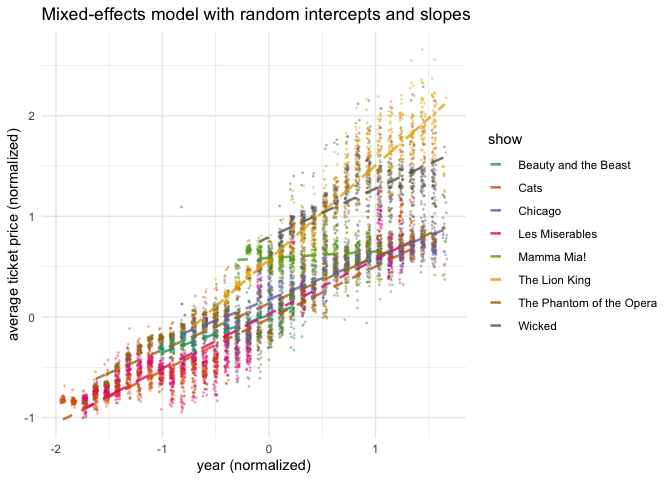 Mixed-effects model with random intercepts and slopes
average ticket price (normalized)
2
1
0
-1
-2
-1
0
1
year (normalized)
show
Beauty and the Beast
Cats
Chicago
Les Miserables
Mamma Mia!
The Lion King
The Phantom of the Opera
Wicked